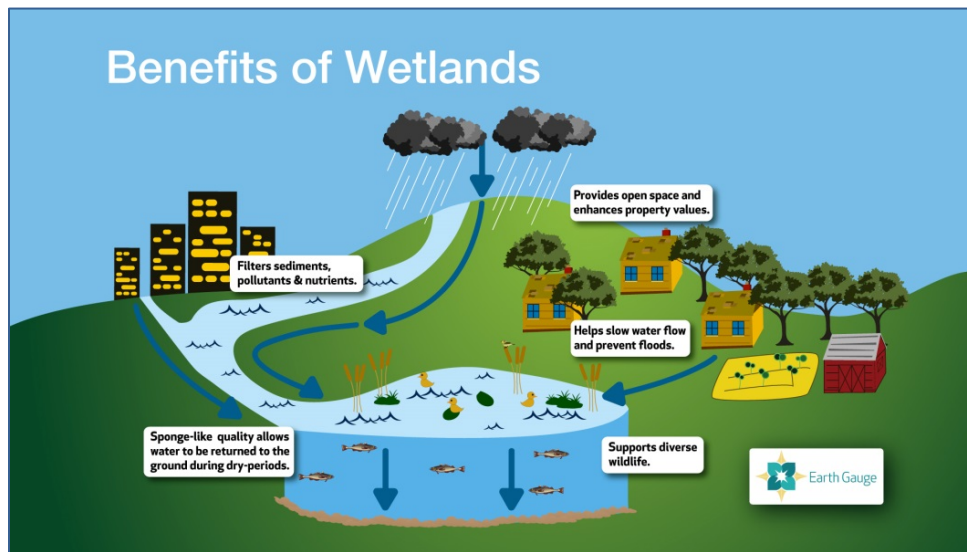 Benefits of Wetlands
Provides open space and
enhances property values.
Filters sediments,
pollutants & nutrients.
Helps slow water flow
and prevent floods.
Sponge-like quality allows
water to be returned to the
ground during dry-periods.
Supports diverse
wildlife.
Earth Gauge